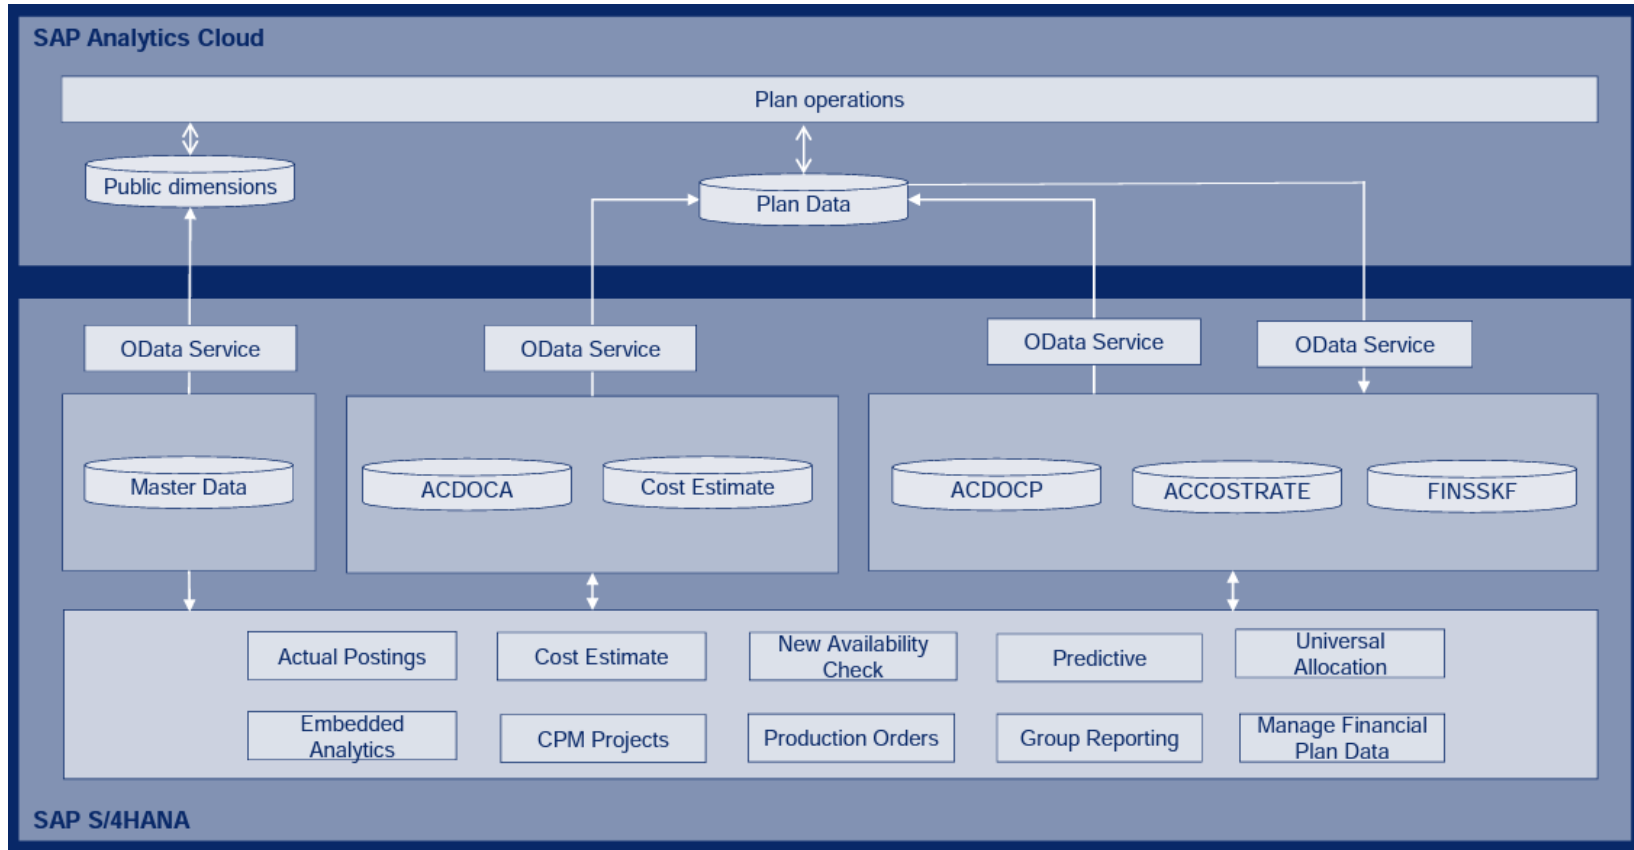 SAP Analytics Cloud
Plan operations
Public dimensions
Plan Data
OData Service
OData Service
OData Service
OData Service
Master Data
ACDOCA
Cost Estimate
ACDOCP
ACCOSTRATE
FINSSKF
Actual Postings
Cost Estimate
New Availability
Check
Predictive
Universal
Allocation
Embedded
Analytics
CPM Projects
Production Orders
Group Reporting
Manage Financial
Plan Data
SAP S/4HANA